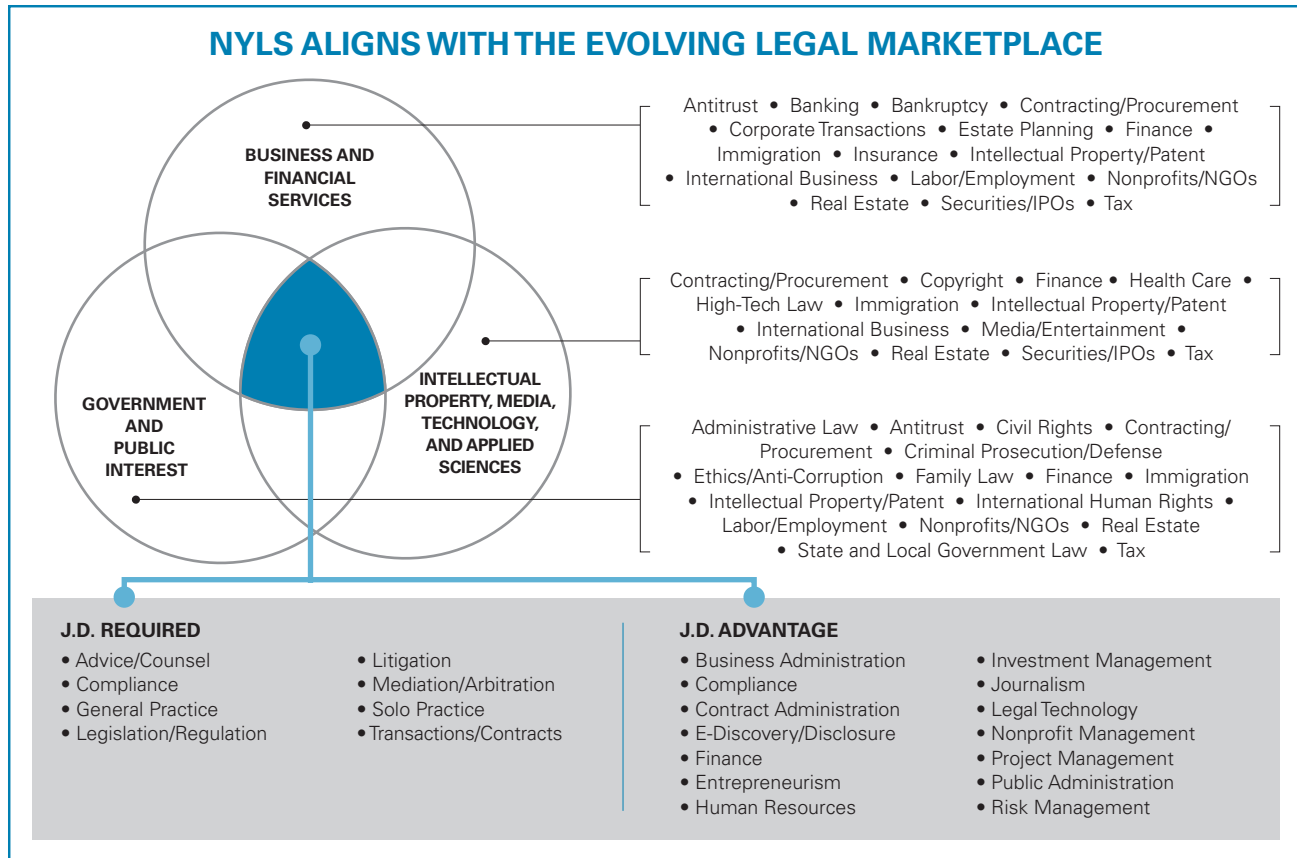 NYLS ALIGNS WITH THE EVOLVING LEGAL MARKETPLACE
BUSINESS AND
FINANCIAL
SERVICES
GOVERNMENT
AND
PUBLIC
INTEREST
INTELLECTUAL
PROPERTY, MEDIA,
TECHNOLOGY,
AND APPLIED
SCIENCES
Antitrust • Banking • Bankruptcy • Contracting/Procurement
• Corporate Transactions • Estate Planning • Finance •
Immigration • Insurance • Intellectual Property/Patent
• International Business • Labor/Employment • Nonprofits/NGOs
• Real Estate • Securities/IPOs • Tax
Contracting/Procurement • Copyright • Finance • Health Care •
High-Tech Law • Immigration • Intellectual Property/Patent
• International Business • Media/Entertainment •
Nonprofits/NGOs • Real Estate • Securities/IPOs • Tax
Administrative Law • Antitrust • Civil Rights • Contracting/
Procurement • Criminal Prosecution/Defense
• Ethics/Anti-Corruption • Family Law • Finance • Immigration
• Intellectual Property/Patent • International Human Rights •
Labor/Employment • Nonprofits/NGOs • Real Estate
• State and Local Government Law • Tax
J.D. REQUIRED
• Advice/Counsel
• Compliance
• General Practice
• Legislation/Regulation
• Litigation
• Mediation/Arbitration
• Solo Practice
• Transactions/Contracts
J.D. ADVANTAGE
• Business Administration
• Compliance
• Contract Administration
• E-Discovery/Disclosure
• Finance
• Entrepreneurism
• Human Resources
• Investment Management
• Journalism
• Legal Technology
• Nonprofit Management
• Project Management
• Public Administration
• Risk Management